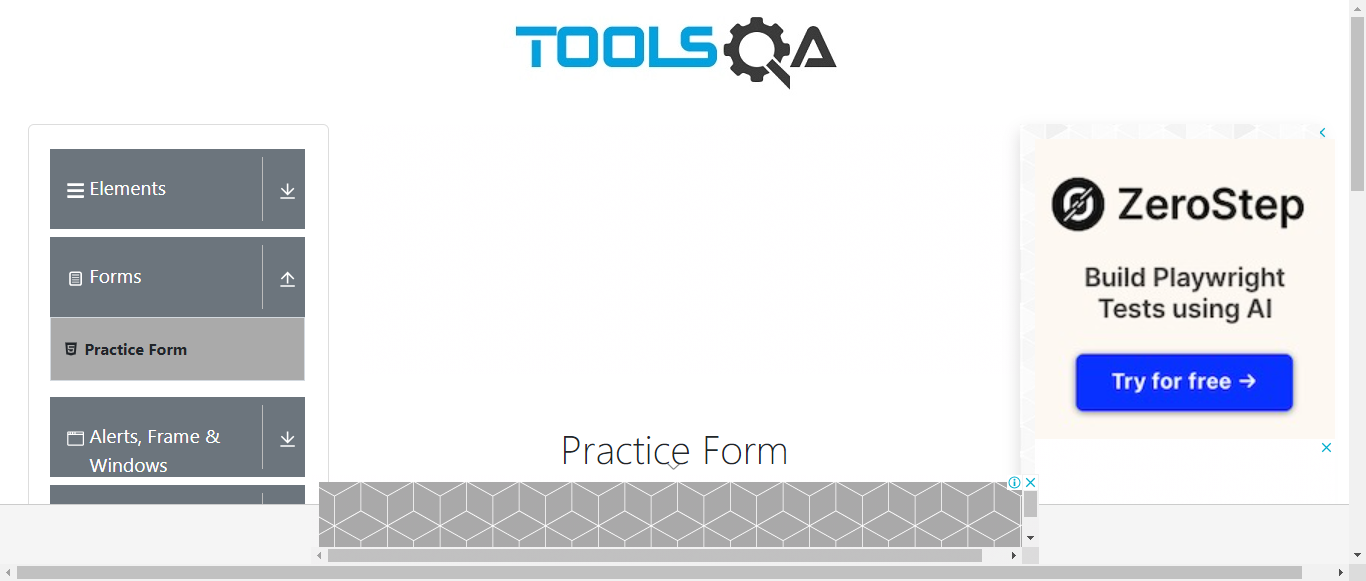 TOOLSQA
Elements
Forms
Practice Form
Alerts, Frame &
Windows
Practice Form
ZeroStep
Build Playwright
Tests using AI
Try for free →